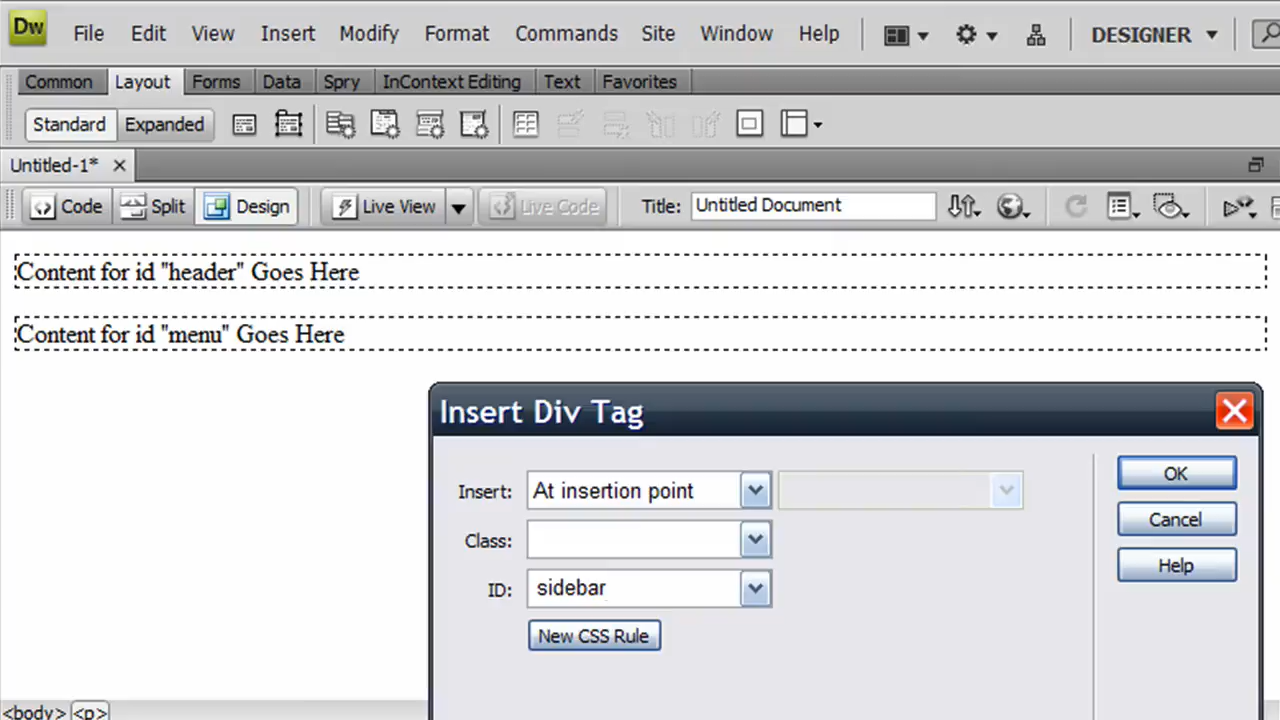 Dw File Edit View Insert Modify Format Commands Site Window Help DESIGNER
Common Layout Forms Data Spry InContext Editing Text Favorites
Standard Expanded
Untitled-1*
Code Split Design Live View Live Code Title: Untitled Document
Content for id "header" Goes Here
Content for id "menu" Goes Here
Insert Div Tag
Insert: At insertion point OK
Class: Cancel
ID: sidebar Help
New CSS Rule
<body> <p>